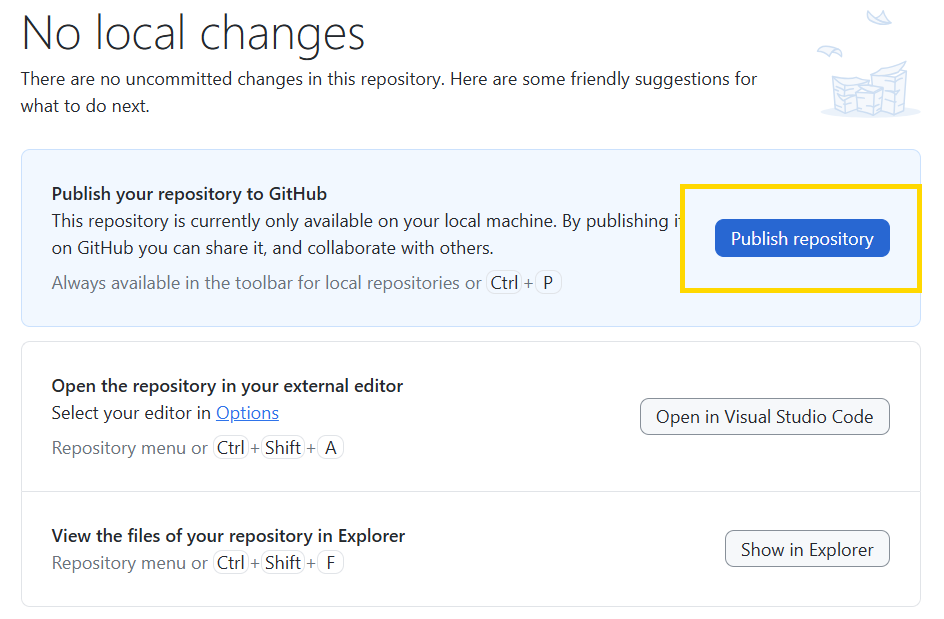 No local changes
There are no uncommitted changes in this repository. Here are some friendly suggestions for
what to do next.
Publish your repository to GitHub
This repository is currently only available on your local machine. By publishing it
on GitHub you can share it, and collaborate with others.
Always available in the toolbar for local repositories or Ctrl + P
Publish repository
Open the repository in your external editor
Select your editor in Options
Repository menu or Ctrl + Shift + A
Open in Visual Studio Code
View the files of your repository in Explorer
Repository menu or Ctrl + Shift + F
Show in Explorer